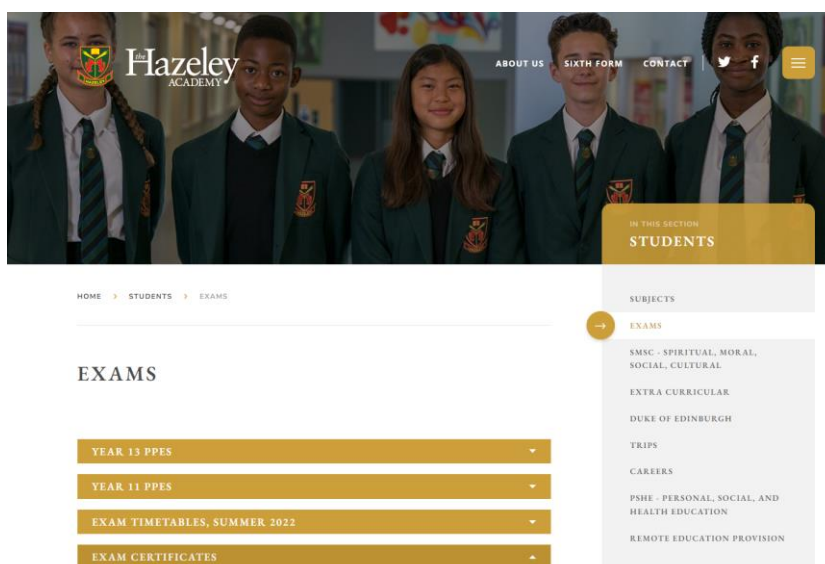 the
Hazeley
ACADEMY
ABOUT US SIXTH FORM CONTACT
IN THIS SECTION
STUDENTS
HOME > STUDENTS > EXAMS
EXAMS
YEAR 13 PPES
YEAR 11 PPES
EXAM TIMETABLES, SUMMER 2022
EXAM CERTIFICATES
SUBJECTS
EXAMS
SMSC - SPIRITUAL, MORAL,
SOCIAL, CULTURAL
EXTRA CURRICULAR
DUKE OF EDINBURGH
TRIPS
CAREERS
PSHE - PERSONAL, SOCIAL, AND
HEALTH EDUCATION
REMOTE EDUCATION PROVISION